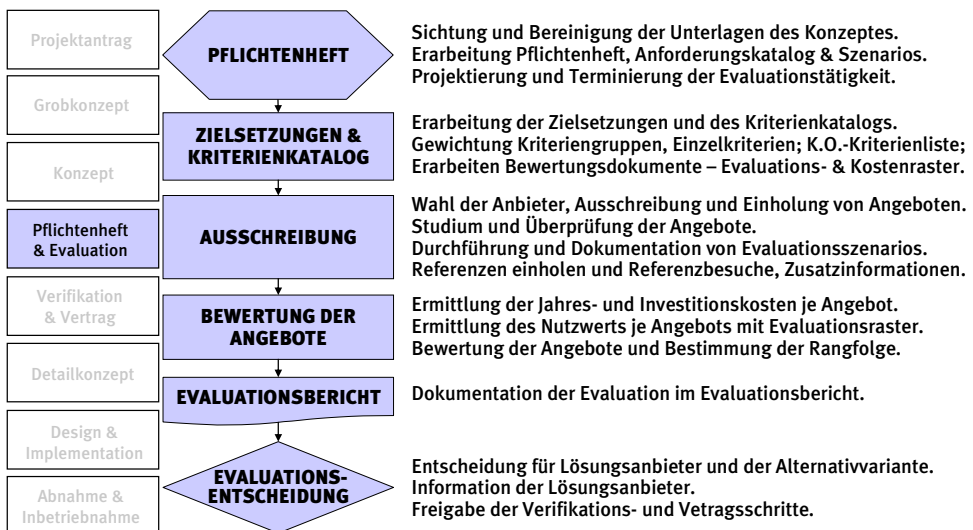 Projektantrag
Grobkonzept
Konzept
Pflichtenheft
& Evaluation
Verifikation
& Vertrag
Detailkonzept
Design &
Implementation
Abnahme &
Inbetriebnahme
PFLICHTENHEFT
Sichtung und Bereinigung der Unterlagen des Konzeptes.
Erarbeitung Pflichtenheft, Anforderungskatalog & Szenarios.
Projektierung und Terminierung der Evaluationstätigkeit.
ZIELSETZUNGEN &
KRITERIENKATALOG
Erarbeitung der Zielsetzungen und des Kriterienkatalogs.
Gewichtung Kriteriengruppen, Einzelkriterien; K.O.-Kriterienliste;
Erarbeiten Bewertungsdokumente – Evaluations- & Kostenraster.
AUSSCHREIBUNG
Wahl der Anbieter, Ausschreibung und Einholung von Angeboten.
Studium und Überprüfung der Angebote.
Durchführung und Dokumentation von Evaluationsszenarios.
Referenzen einholen und Referenzbesuche, Zusatzinformationen.
BEWERTUNG DER
ANGEBOTE
Ermittlung der Jahres- und Investitionskosten je Angebot.
Ermittlung des Nutzwerts je Angebots mit Evaluationsraster.
Bewertung der Angebote und Bestimmung der Rangfolge.
EVALUATIONSBERICHT
Dokumentation der Evaluation im Evaluationsbericht.
EVALUATIONS-
ENTSCHEIDUNG
Entscheidung für Lösungsanbieter und der Alternativvariante.
Information der Lösungsanbieter.
Freigabe der Verifikations- und Vetragsschritte.